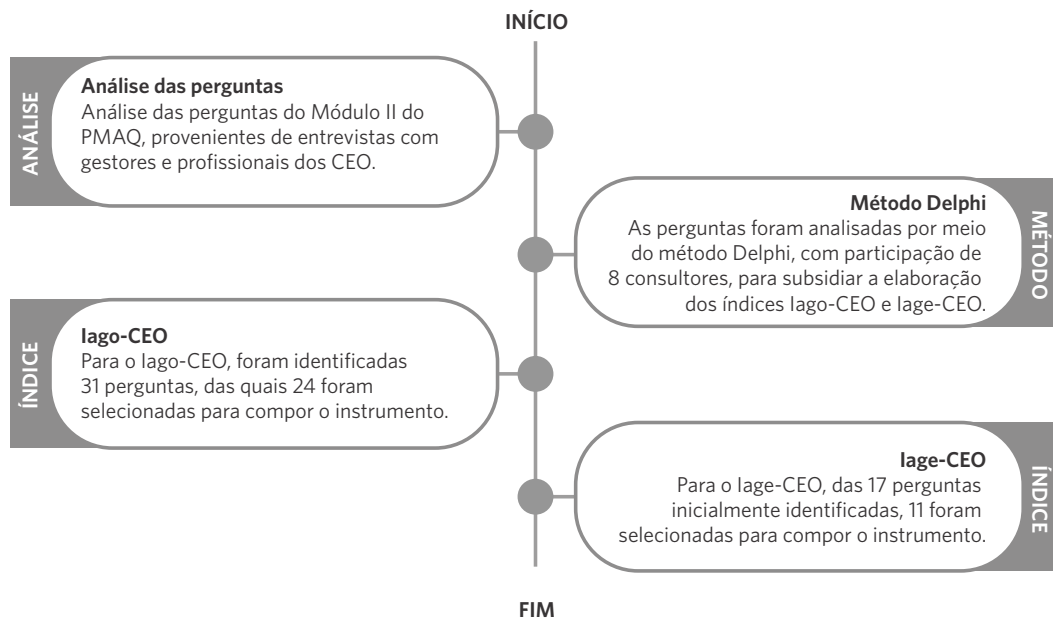 INÍCIO
ANÁLISE
Análise das perguntas
Análise das perguntas do Módulo II do
PMAQ, provenientes de entrevistas com
gestores e profissionais dos CEO.
Método Delphi
As perguntas foram analisadas por meio
do método Delphi, com participação de
8 consultores, para subsidiar a elaboração
dos índices Iago-CEO e Iage-CEO.
MÉTODO
ÍNDICE
Iago-CEO
Para o Iago-CEO, foram identificadas
31 perguntas, das quais 24 foram
selecionadas para compor o instrumento.
Iage-CEO
Para o Iage-CEO, das 17 perguntas
inicialmente identificadas, 11 foram
selecionadas para compor o instrumento.
ÍNDICE
FIM